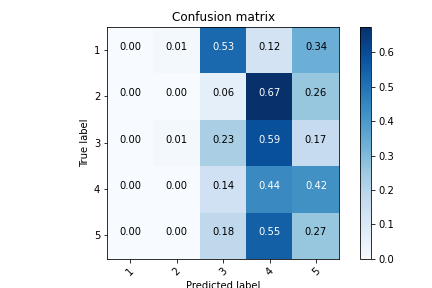 Confusion matrix
1 0.00 0.01 0.53 0.12 0.34
2 0.00 0.00 0.06 0.67 0.26
3 0.00 0.01 0.23 0.59 0.17
4 0.00 0.00 0.14 0.44 0.42
5 0.00 0.00 0.18 0.55 0.27
1 2 3 4 5
True label
Predicted label
0.6
0.5
0.4
0.3
0.2
0.1
0.0